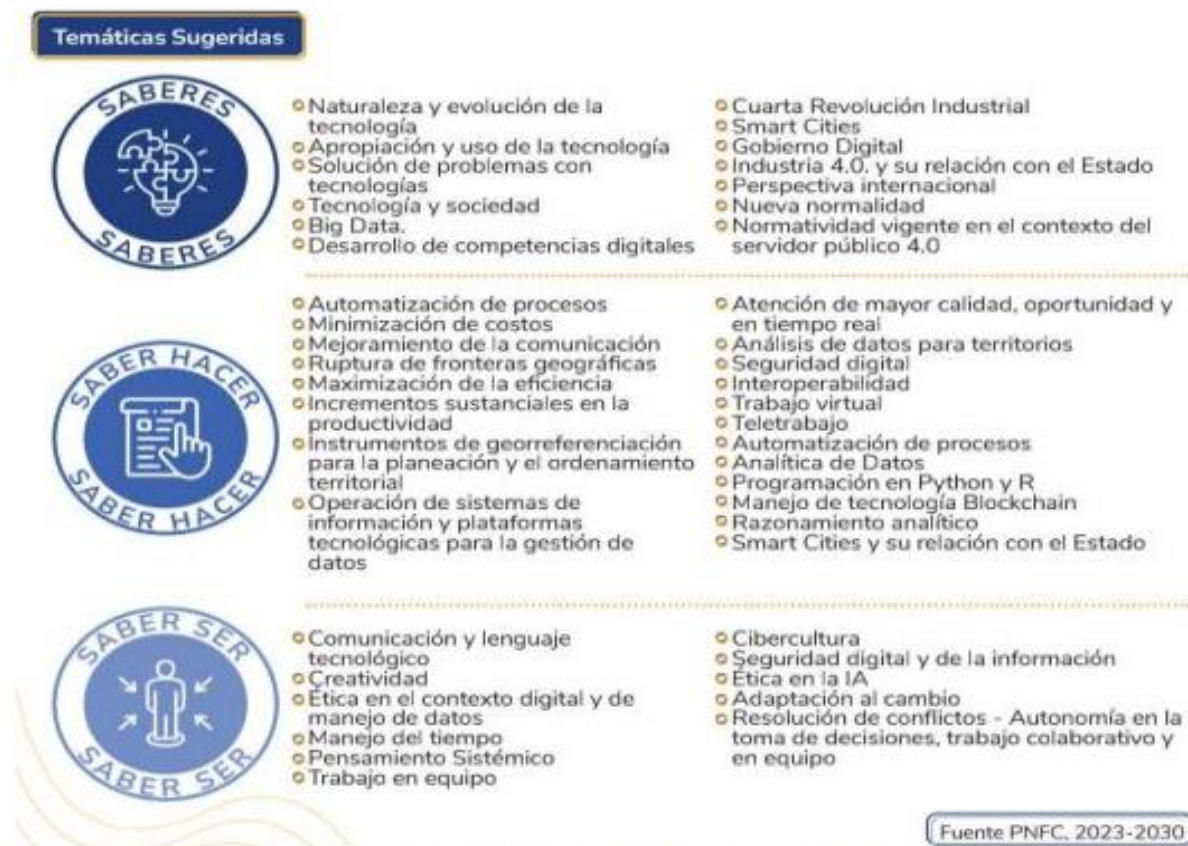 Temáticas Sugeridas
SABERES
SABERES
Naturaleza y evolución de la
tecnología
Apropiación y uso de la tecnología
Solución de problemas con
tecnologías
Tecnología y sociedad
Big Data.
Desarrollo de competencias digitales
Cuarta Revolución Industrial
Smart Cities
Gobierno Digital
Industria 4.0. y su relación con el Estado
Perspectiva internacional
Nueva normalidad
Normatividad vigente en el contexto del
servidor público 4.0
SABER HACER
SABER HACER
Automatización de procesos
Minimización de costos
Mejoramiento de la comunicación
Ruptura de fronteras geográficas
Maximización de la eficiencia
Incrementos sustanciales en la
productividad
Instrumentos de georreferenciación
para la planeación y el ordenamiento
territorial
Operación de sistemas de
información y plataformas
tecnológicas para la gestión de
datos
Atención de mayor calidad, oportunidad y
en tiempo real
Análisis de datos para territorios
Seguridad digital
Interoperabilidad
Trabajo virtual
Teletrabajo
Automatización de procesos
Analítica de Datos
Programación en Python y R
Manejo de tecnología Blockchain
Razonamiento analítico
Smart Cities y su relación con el Estado
SABER SER
SABER SER
Comunicación y lenguaje
tecnológico
Creatividad
Ética en el contexto digital y de
manejo de datos
Manejo del tiempo
Pensamiento Sistémico
Trabajo en equipo
Cibercultura
Seguridad digital y de la información
Ética en la IA
Adaptación al cambio
Resolución de conflictos - Autonomía en la
toma de decisiones, trabajo colaborativo y
en equipo
Fuente PNFC, 2023-2030